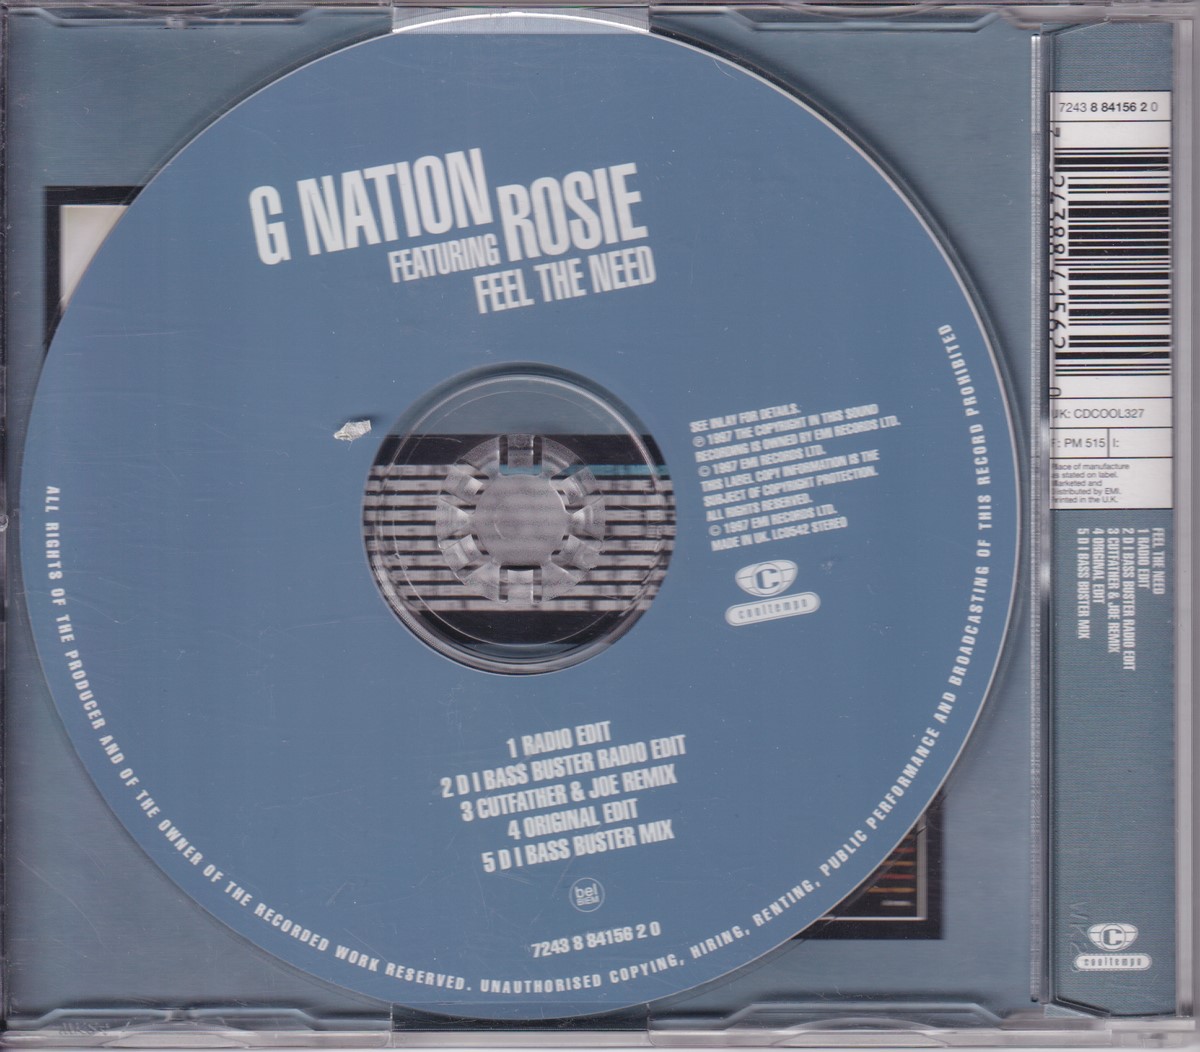 G NATION
FEATURING ROSIE
FEEL THE NEED
SEE INLAY FOR DETAILS.
℗ 1997 THE COPYRIGHT IN THIS SOUND
RECORDING IS OWNED BY EMI RECORDS LTD.
© 1997 EMI RECORDS LTD.
THIS LABEL COPY INFORMATION IS THE
SUBJECT OF COPYRIGHT PROTECTION.
ALL RIGHTS RESERVED.
© 1997 EMI RECORDS LTD.
MADE IN UK. LC0542 STEREO
C
cooltempo
1 RADIO EDIT
2 D I BASS BUSTER RADIO EDIT
3 CUTFATHER & JOE REMIX
4 ORIGINAL EDIT
5 D I BASS BUSTER MIX
bel
BIEM
7243 8 84156 2 0
ALL RIGHTS OF THE PRODUCER AND OF THE OWNER OF THE RECORDED WORK RESERVED. UNAUTHORISED COPYING, HIRING, RENTING, PUBLIC PERFORMANCE AND BROADCASTING OF THIS RECORD PROHIBITED
7243 8 84156 2 0
7 24388 41562 0
UK: CDCOOL327
F: PM 515 I:
Place of manufacture
as stated on label.
Marketed and
Distributed by EMI.
Printed in the U.K.
FEEL THE NEED
1 RADIO EDIT
2 D I BASS BUSTER RADIO EDIT
3 CUTFATHER & JOE REMIX
4 ORIGINAL EDIT
5 D I BASS BUSTER MIX
C
cooltempo